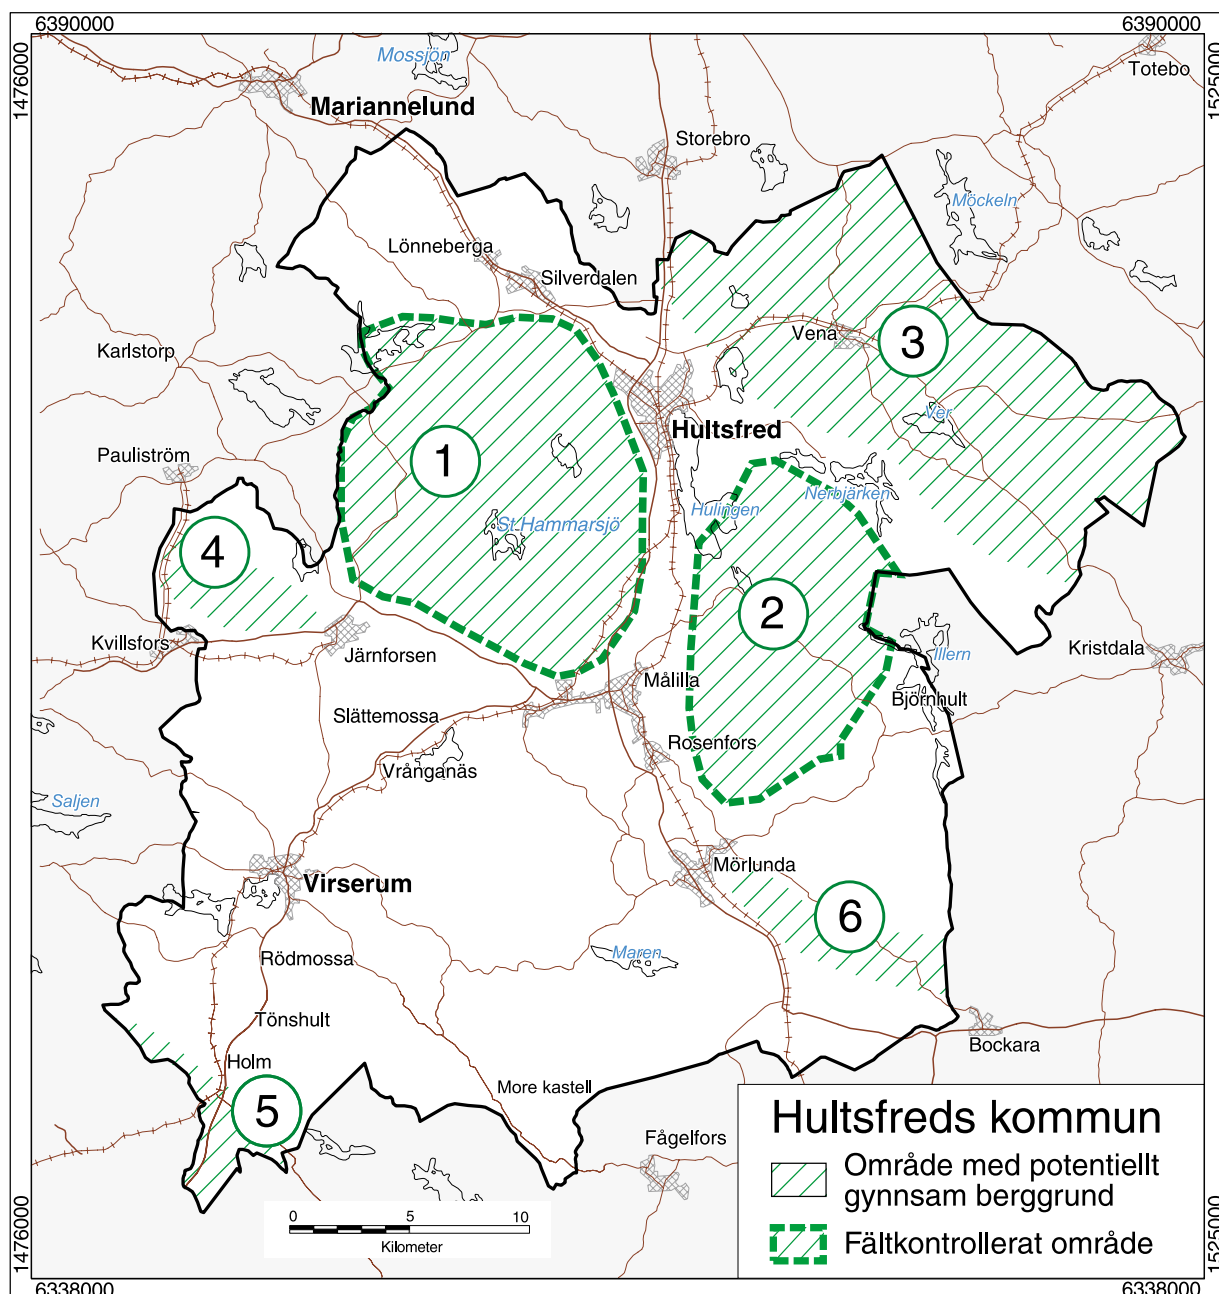 6390000
6390000
1476000
1525000
Mossjön
Totebo
Mariannelund
Storebro
Möckeln
Lönneberga
Silverdalen
Vena
3
Karlstorp
Ver
Hultsfred
1
Pauliström
Nerbjärken
Hulingen
St Hammarsjö
4
2
Kvillsfors
Järnforsen
Illern
Kristdala
Målilla
Björnhult
Slättemossa
Rosenfors
Vrånganäs
Saljen
Mörlunda
Virserum
6
Maren
Rödmossa
Tönshult
Bockara
Holm
More kastell
5
Fågelfors
Hultsfreds kommun
Område med potentiellt
gynnsam berggrund
Fältkontrollerat område
0 5 10
Kilometer
1476000
1525000
6338000
6338000